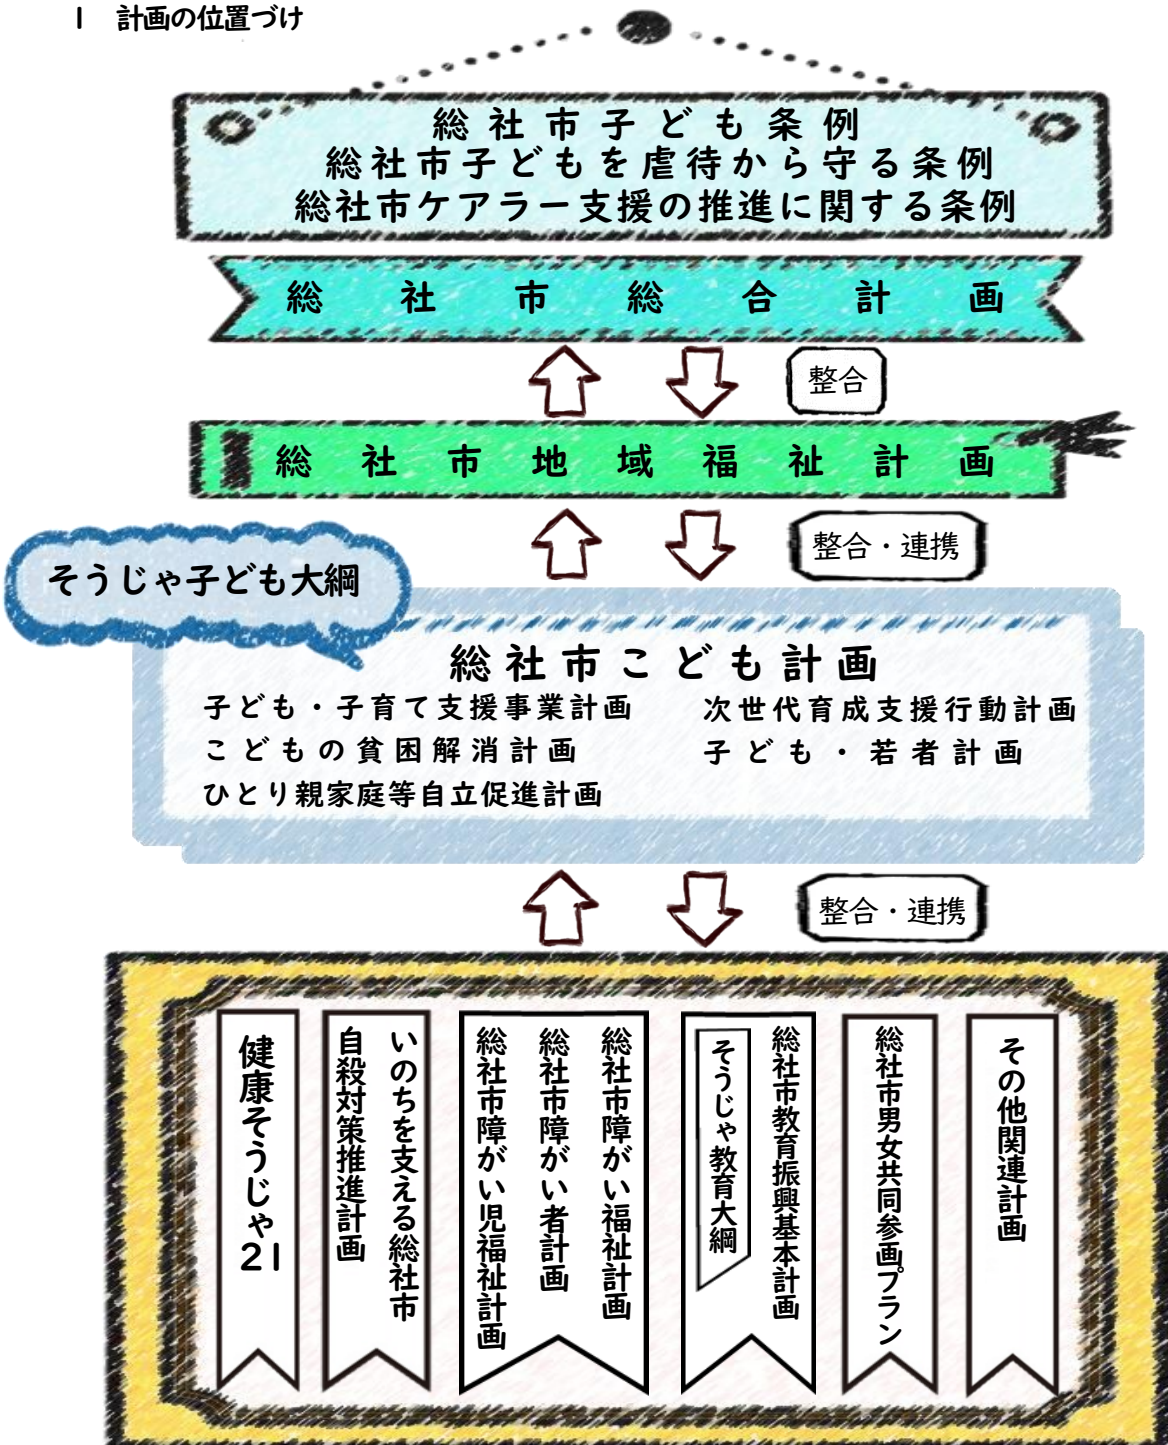 1 計画の位置づけ
総社市子ども条例
総社市子どもを虐待から守る条例
総社市ケアラー支援の推進に関する条例
総社市総合計画
整合
総社市地域福祉計画
整合・連携
そうじゃ子ども大綱
総社市こども計画
子ども・子育て支援事業計画
次世代育成支援行動計画
こどもの貧困解消計画
子ども・若者計画
ひとり親家庭等自立促進計画
整合・連携
健康そうじゃ21
いのちを支える総社市
自殺対策推進計画
総社市障がい福祉計画
総社市障がい者計画
総社市障がい児福祉計画
総社市教育振興基本計画
そうじゃ教育大綱
総社市男女共同参画プラン
その他関連計画